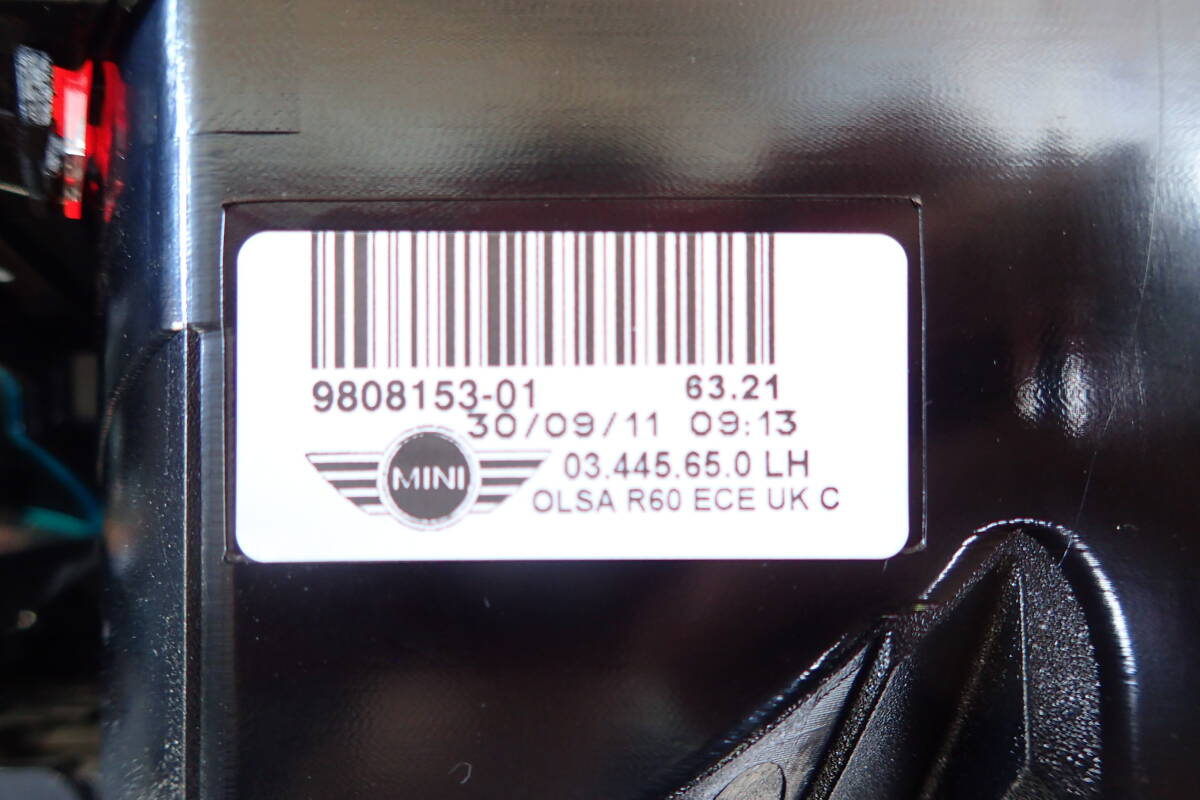 9808153-01 63.21
30/09/11 09:13
MINI
03.445.65.0 LH
OLSA R60 ECE UK C